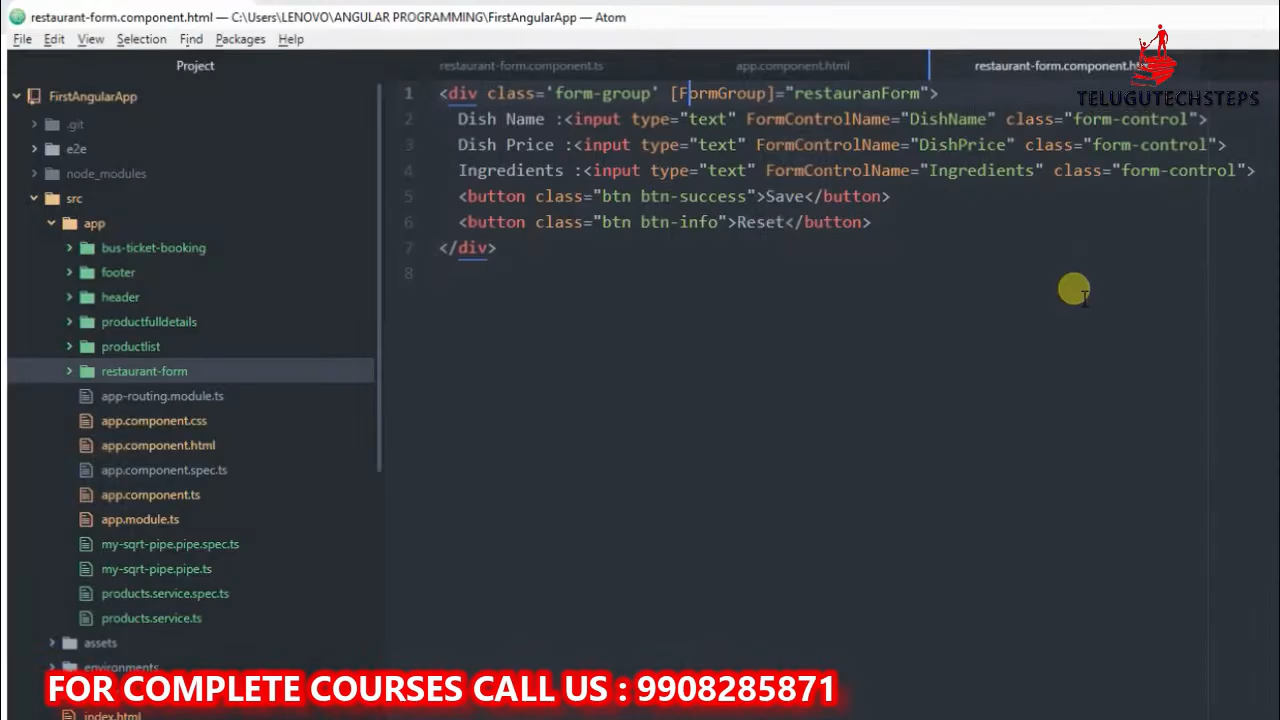 restaurant-form.component.html — C:\Users\LENOVO\ANGULAR PROGRAMMING\FirstAngularApp — Atom
File Edit View Selection Find Packages Help
Project
restaurant-form.component.ts
app.component.html
restaurant-form.component.
TELUGUTECHSTEPS
FirstAngularApp
.git
e2e
node_modules
src
app
bus-ticket-booking
footer
header
productfulldetails
productlist
restaurant-form
app-routing.module.ts
app.component.css
app.component.html
app.component.spec.ts
app.component.ts
app.module.ts
my-sqrt-pipe.pipe.spec.ts
my-sqrt-pipe.pipe.ts
products.service.spec.ts
products.service.ts
assets
environments
index.html
1 <div class='form-group' [FormGroup]="restauranForm">
2 Dish Name :<input type="text" FormControlName="DishName" class="form-control">
3 Dish Price :<input type="text" FormControlName="DishPrice" class="form-control">
4 Ingredients :<input type="text" FormControlName="Ingredients" class="form-control">
5 <button class="btn btn-success">Save</button>
6 <button class="btn btn-info">Reset</button>
7 </div>
8
FOR COMPLETE COURSES CALL US : 9908285871